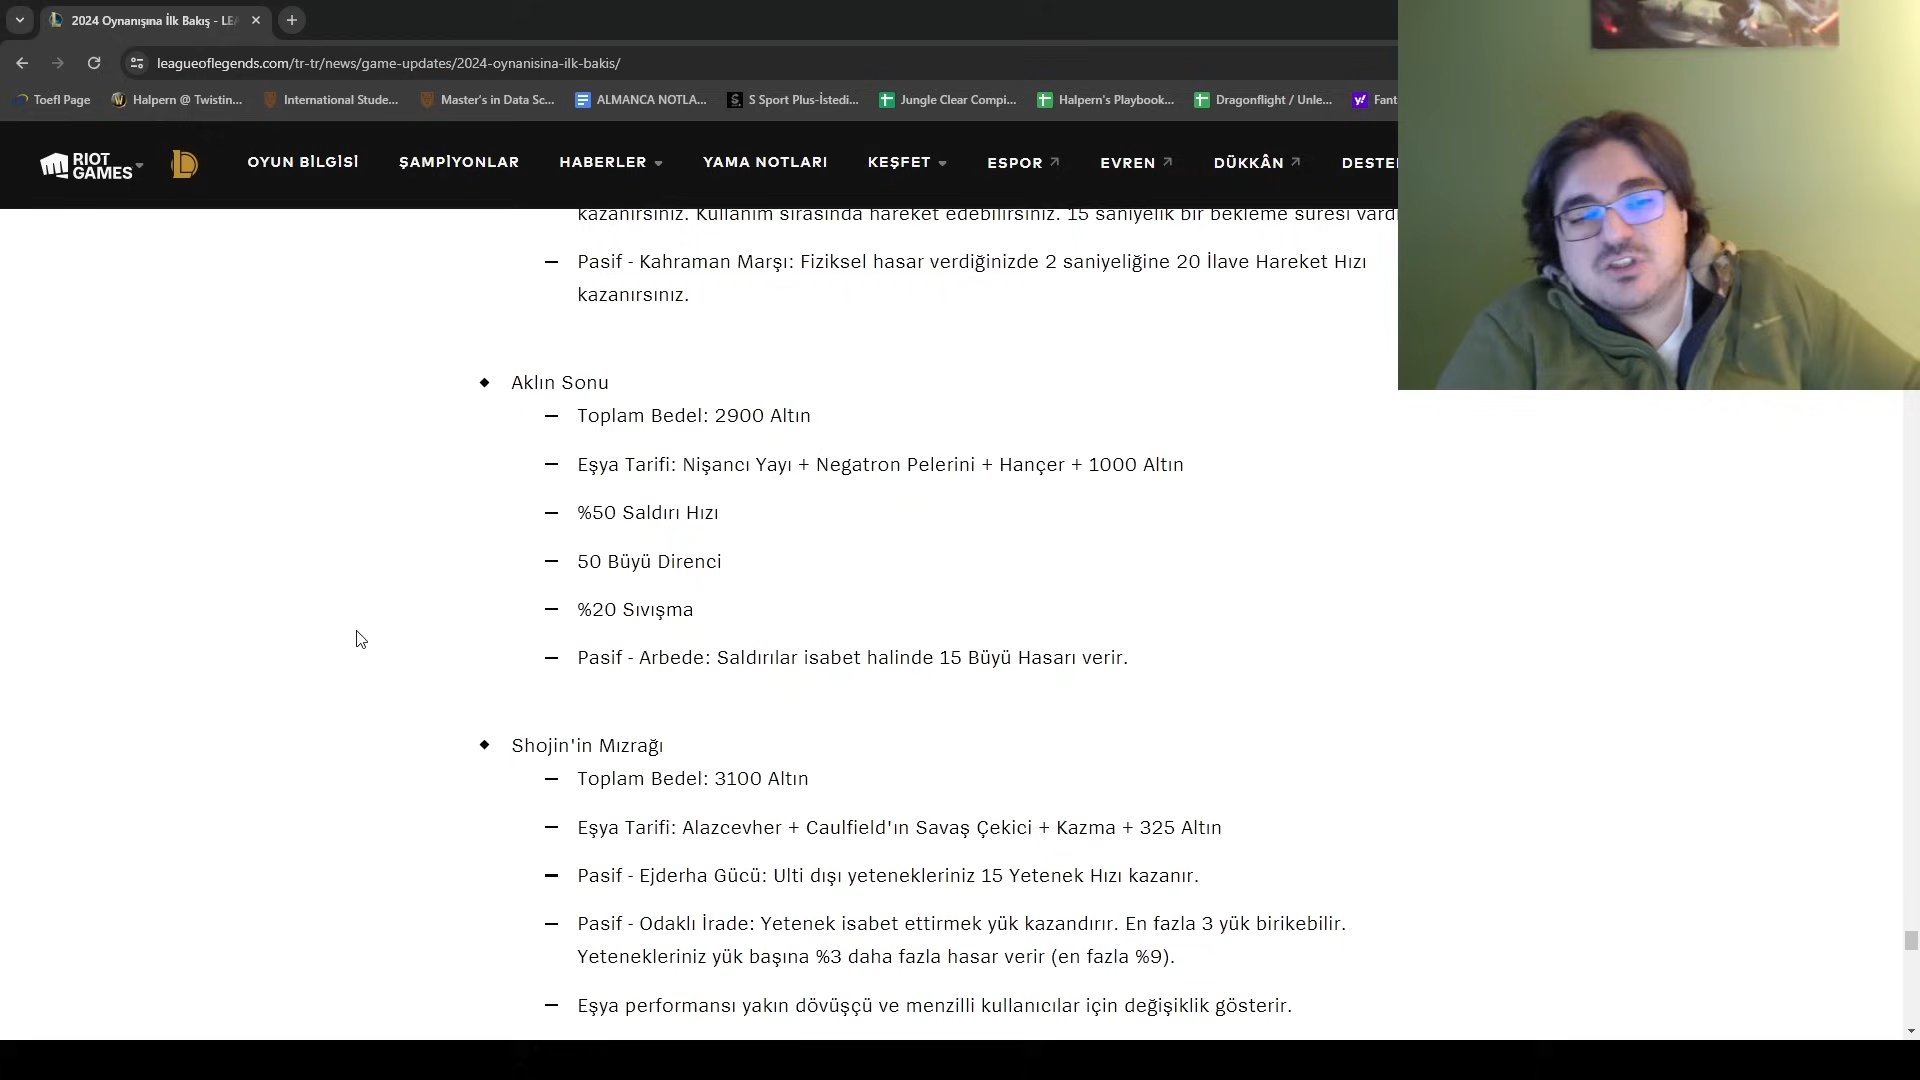 2024 Oynanışına İlk Bakış - LE
leagueoflegends.com/tr-tr/news/game-updates/2024-oynanisina-ilk-bakis/
Toefl Page Halpern @ Twistin... International Stude... Master's in Data Sc... ALMANCA NOTLA... S Sport Plus-İstedi... Jungle Clear Compi... Halpern's Playbook... Dragonflight / Unle... Fant
RIOT GAMES OYUN BİLGİSİ ŞAMPİYONLAR HABERLER YAMA NOTLARI KEŞFET ESPOR EVREN DÜKKÂN DESTE
kazanırsınız. Kullanım sırasında hareket edebilirsiniz. 15 saniyelik bir bekleme süresi vardı
— Pasif - Kahraman Marşı: Fiziksel hasar verdiğinizde 2 saniyeliğine 20 İlave Hareket Hızı
kazanırsınız.
◆ Aklın Sonu
— Toplam Bedel: 2900 Altın
— Eşya Tarifi: Nişancı Yayı + Negatron Pelerini + Hançer + 1000 Altın
— %50 Saldırı Hızı
— 50 Büyü Direnci
— %20 Sıvışma
— Pasif - Arbede: Saldırılar isabet halinde 15 Büyü Hasarı verir.
◆ Shojin'in Mızrağı
— Toplam Bedel: 3100 Altın
— Eşya Tarifi: Alazcevher + Caulfield'ın Savaş Çekici + Kazma + 325 Altın
— Pasif - Ejderha Gücü: Ulti dışı yetenekleriniz 15 Yetenek Hızı kazanır.
— Pasif - Odaklı İrade: Yetenek isabet ettirmek yük kazandırır. En fazla 3 yük birikebilir.
Yetenekleriniz yük başına %3 daha fazla hasar verir (en fazla %9).
— Eşya performansı yakın dövüşçü ve menzilli kullanıcılar için değişiklik gösterir.